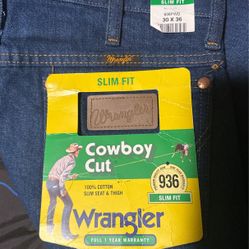 SLIM FIT
936PWD
30 X 36
Wrangler
SLIM FIT
Wrangler
Cowboy
Cut
100% COTTON
SLIM SEAT & THIGH
936
SLIM FIT
Wrangler
FULL 1 YEAR WARRANTY